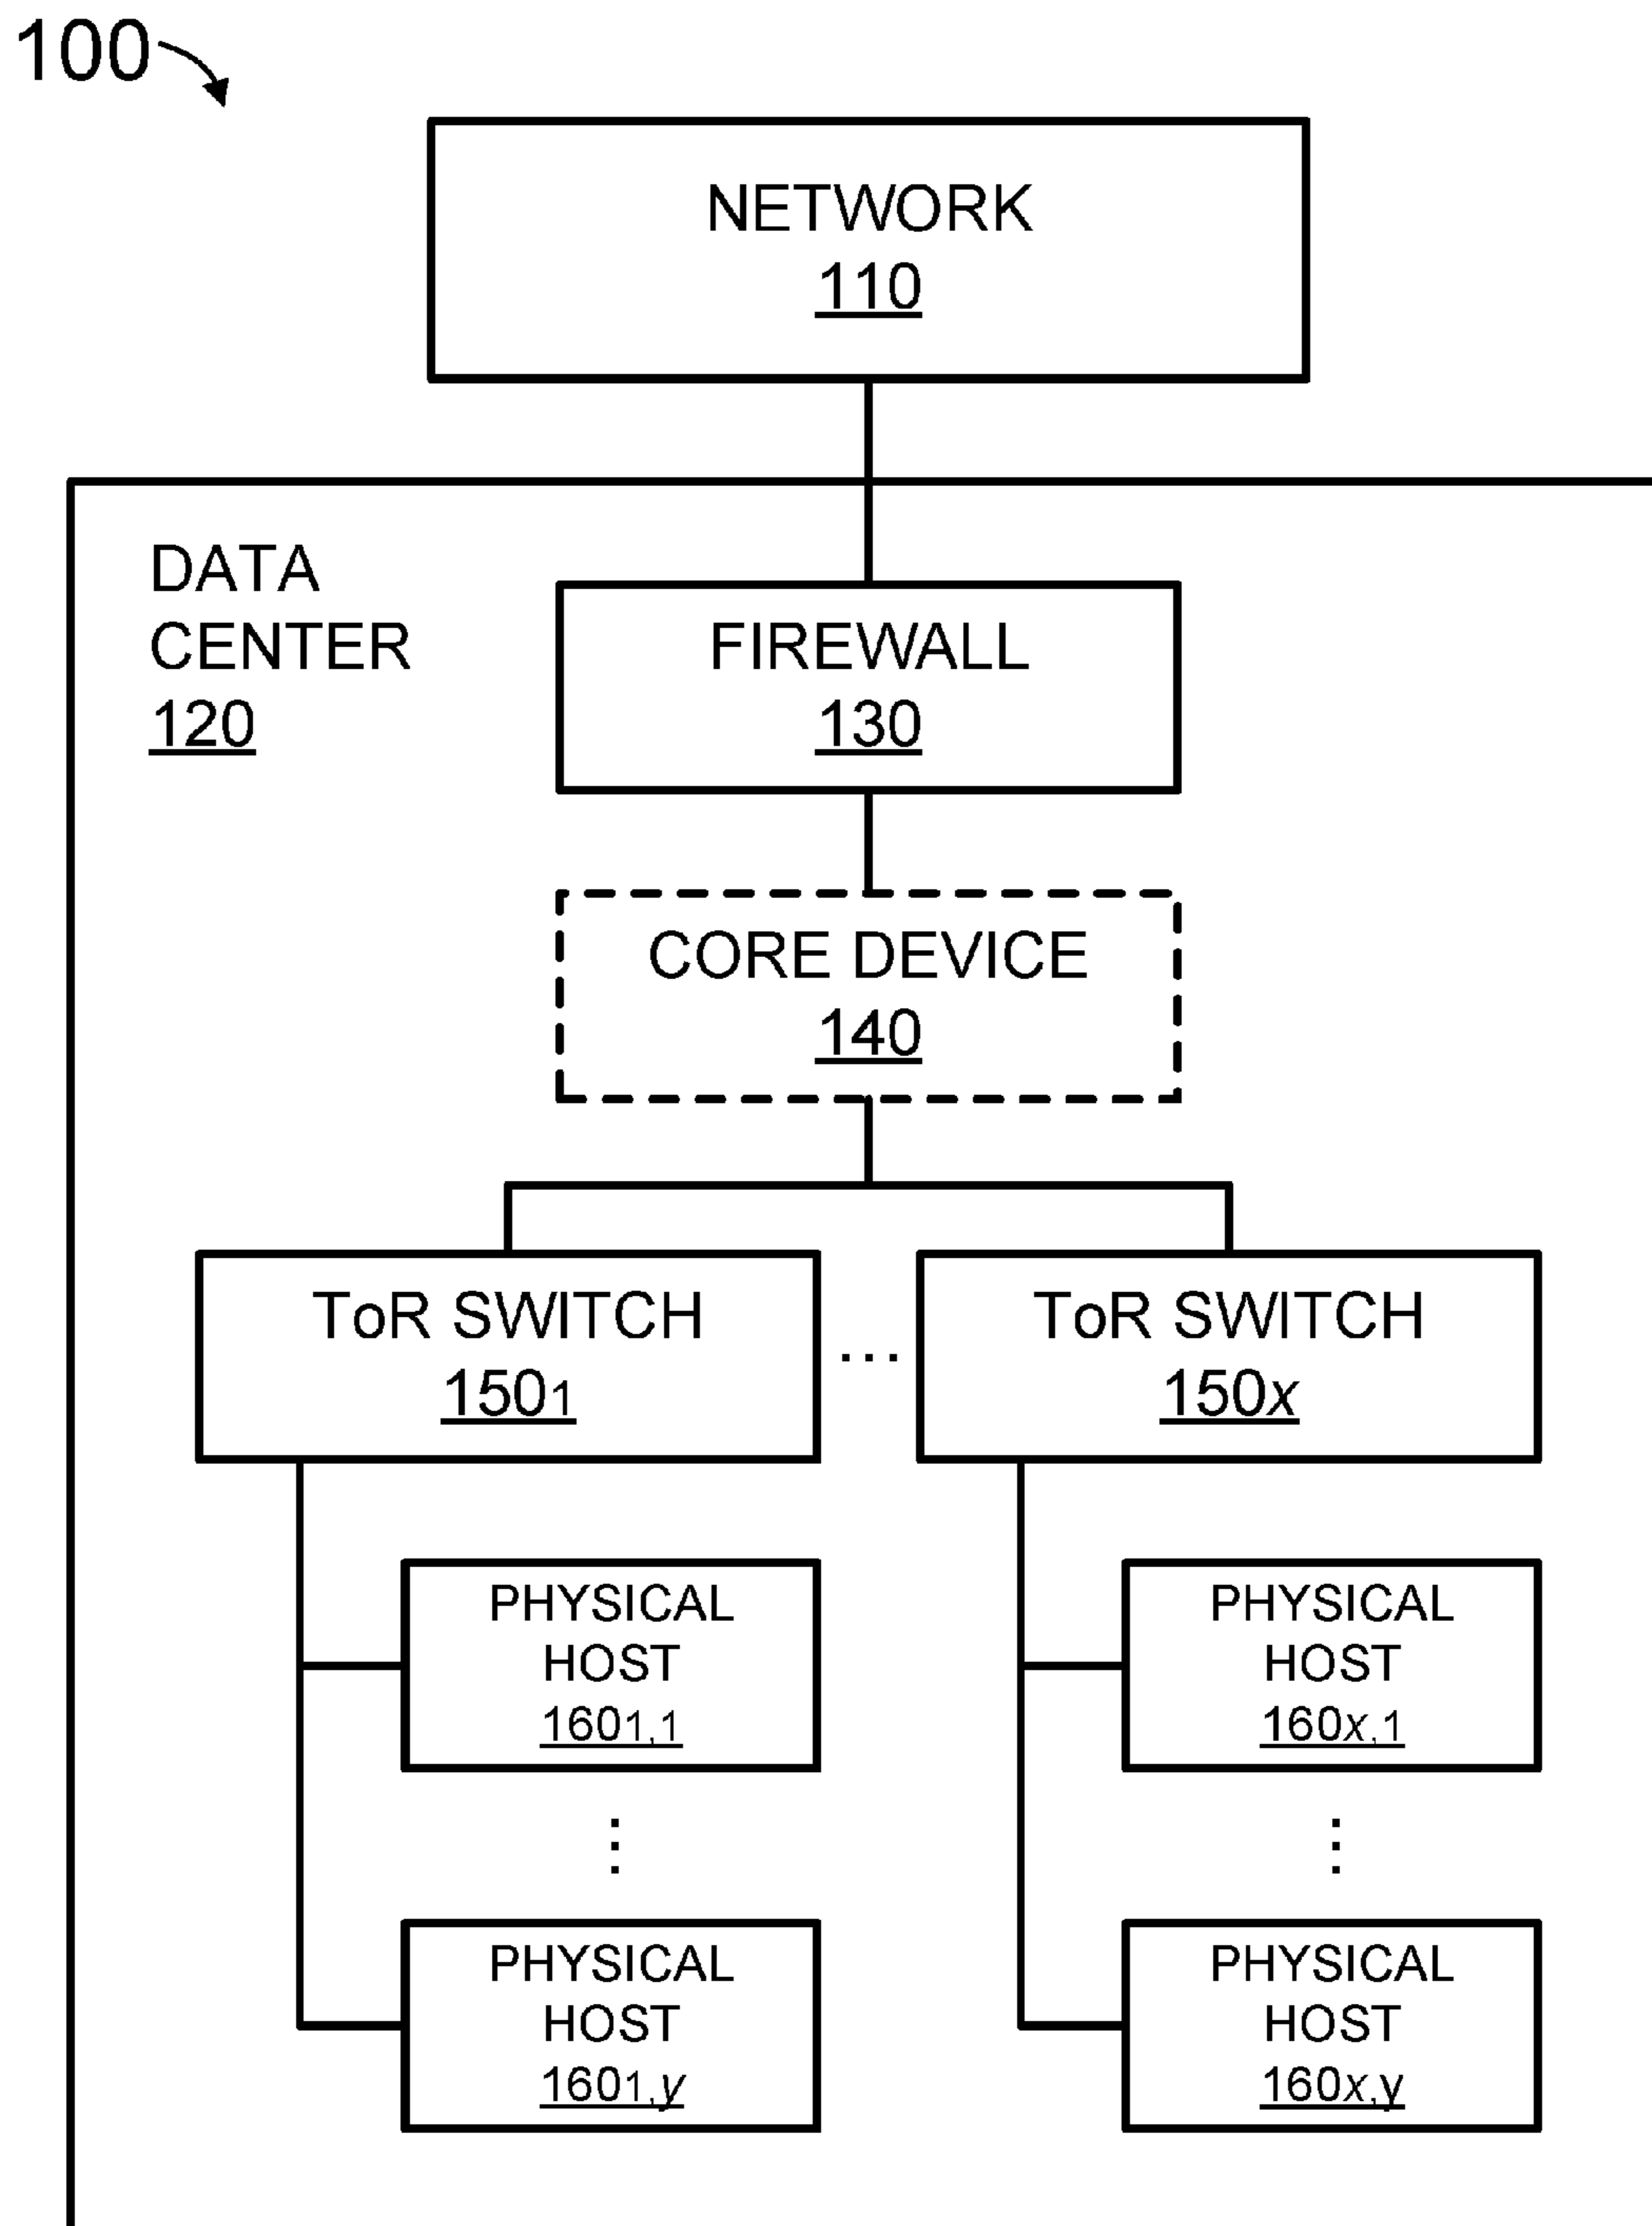 100
NETWORK
110
DATA
CENTER
120
FIREWALL
130
CORE DEVICE
140
ToR SWITCH
1501
...
ToR SWITCH
150x
PHYSICAL
HOST
1601,1
PHYSICAL
HOST
160x,1
PHYSICAL
HOST
1601,y
PHYSICAL
HOST
160x,y